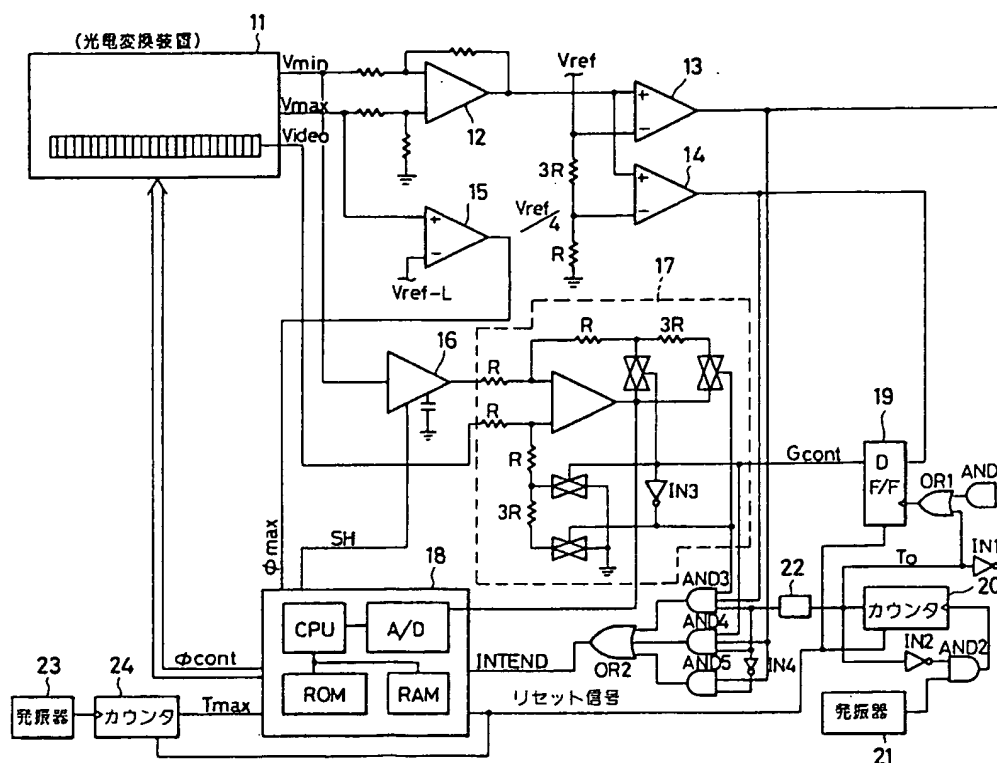 (光電変換装置)
11
Vmin
Vmax
Video
12
Vref
13
14
3R
Vref/4
R
15
Vref-L
17
R
3R
16
R
R
R
3R
IN3
Gcont
19
D
F/F
OR1
AND
IN1
To
20
カウンタ
22
IN2
AND2
AND3
AND4
AND5
IN4
OR2
INTEND
リセット信号
発振器
21
φmax
SH
18
CPU
A/D
ROM
RAM
φcont
23
発振器
24
カウンタ
Tmax